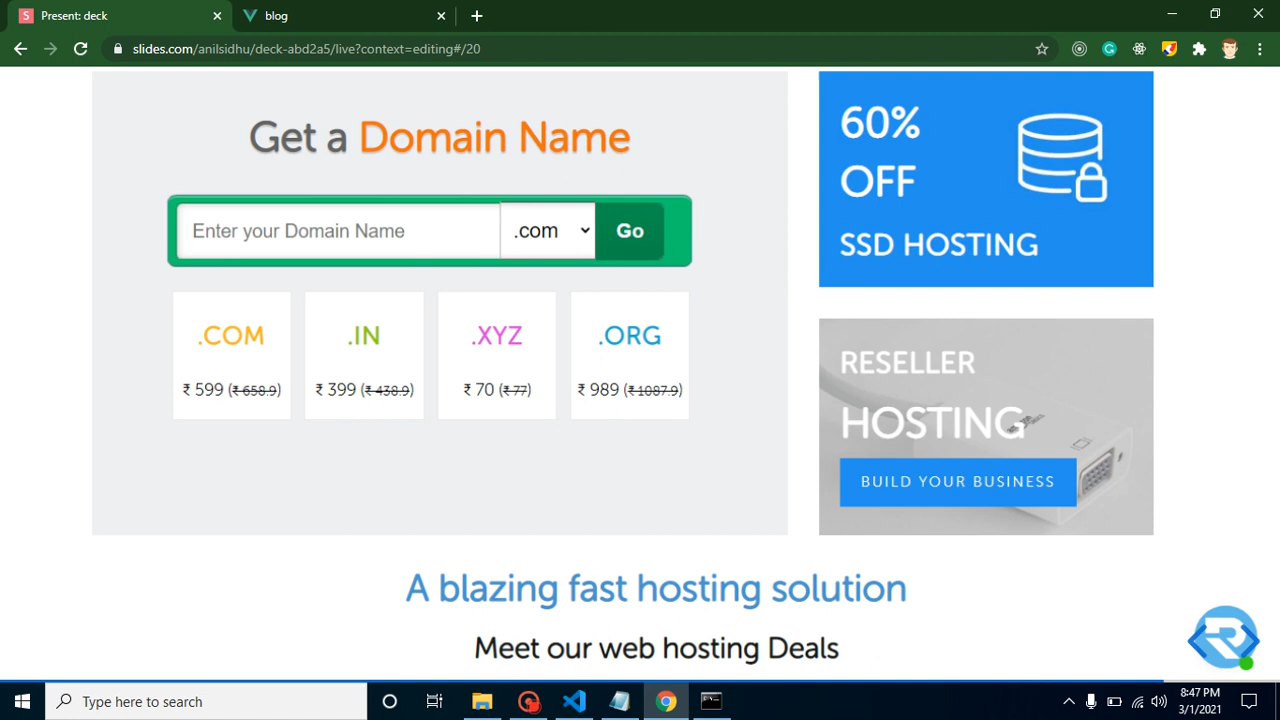 Present: deck
blog
slides.com/anilsidhu/deck-abd2a5/live?context=editing#/20
Get a Domain Name
Enter your Domain Name
.com
Go
.COM
₹ 599 (₹ 658.9)
.IN
₹ 399 (₹ 438.9)
.XYZ
₹ 70 (₹ 77)
.ORG
₹ 989 (₹ 1087.9)
60%
OFF
SSD HOSTING
RESELLER
HOSTING
BUILD YOUR BUSINESS
A blazing fast hosting solution
Meet our web hosting Deals
Type here to search
8:47 PM
3/1/2021